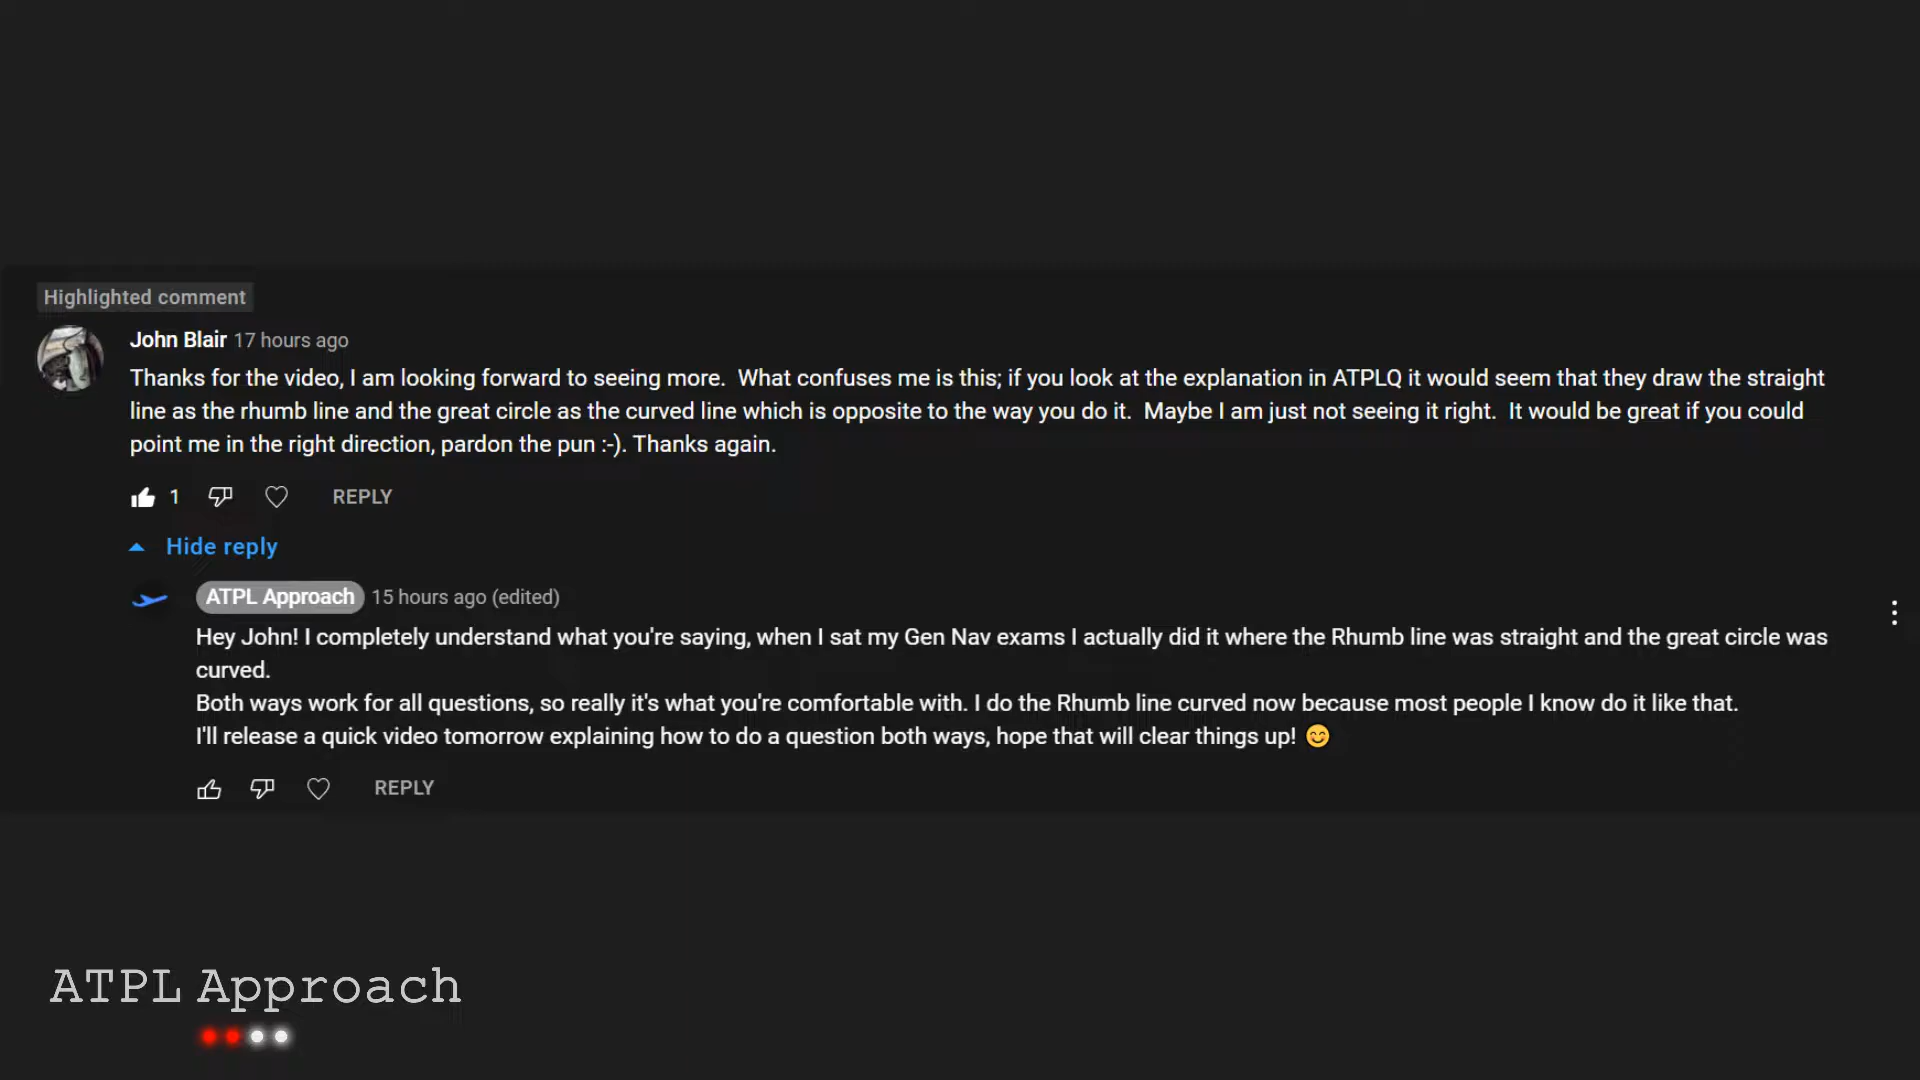 Highlighted comment
John Blair 17 hours ago
Thanks for the video, I am looking forward to seeing more.  What confuses me is this; if you look at the explanation in ATPLQ it would seem that they draw the straight
line as the rhumb line and the great circle as the curved line which is opposite to the way you do it.  Maybe I am just not seeing it right.  It would be great if you could
point me in the right direction, pardon the pun :-). Thanks again.
1 REPLY
Hide reply
ATPL Approach 15 hours ago (edited)
Hey John! I completely understand what you're saying, when I sat my Gen Nav exams I actually did it where the Rhumb line was straight and the great circle was
curved.
Both ways work for all questions, so really it's what you're comfortable with. I do the Rhumb line curved now because most people I know do it like that.
I'll release a quick video tomorrow explaining how to do a question both ways, hope that will clear things up! 😊
REPLY
ATPL Approach